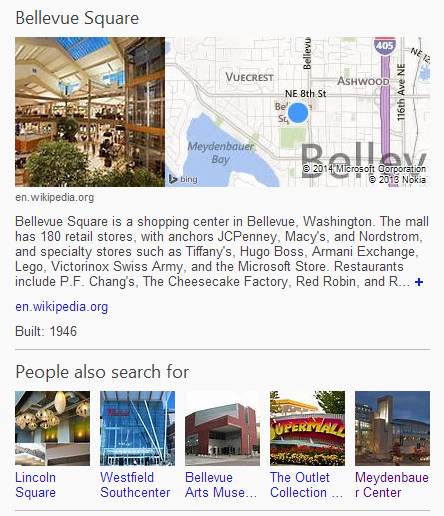 Bellevue Square
405
NE 12
VUECREST
ASHWOOD
NE 8th St
Bellevue
116th Ave NE
Meydenbauer
Bay
Bellev
bing
© 2014 Microsoft Corporation
© 2013 Nokia
en.wikipedia.org
Bellevue Square is a shopping center in Bellevue, Washington. The mall
has 180 retail stores, with anchors JCPenney, Macy's, and Nordstrom,
and specialty stores such as Tiffany's, Hugo Boss, Armani Exchange,
Lego, Victorinox Swiss Army, and the Microsoft Store. Restaurants
include P.F. Chang's, The Cheesecake Factory, Red Robin, and R... +
en.wikipedia.org
Built: 1946
People also search for
SUPERMALL
Lincoln
Square
Westfield
Southcenter
Bellevue
Arts Muse...
The Outlet
Collection ...
Meydenbaue
r Center